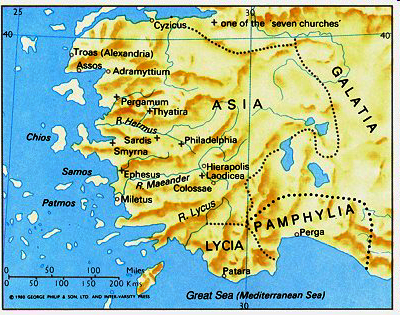 25
30
Cyzicus
+ one of the 'seven churches'
40
40
Troas (Alexandria)
Assos
Adramyttium
GALATIA
Pergamum
Thyatira
ASIA
R. Hermus
Chios
Sardis
Philadelphia
Smyrna
Samos
Hierapolis
Ephesus
Laodicea
R. Maeander
Colossae
Patmos
Miletus
R. Lycus
PAMPHYLIA
LYCIA
Perga
Patara
0 50 100 Miles
0 50 100 150 200 Kms
Great Sea (Mediterranean Sea)
© 1980 GEORGE PHILIP & SON, LTD. AND INTER-VARSITY PRESS
30